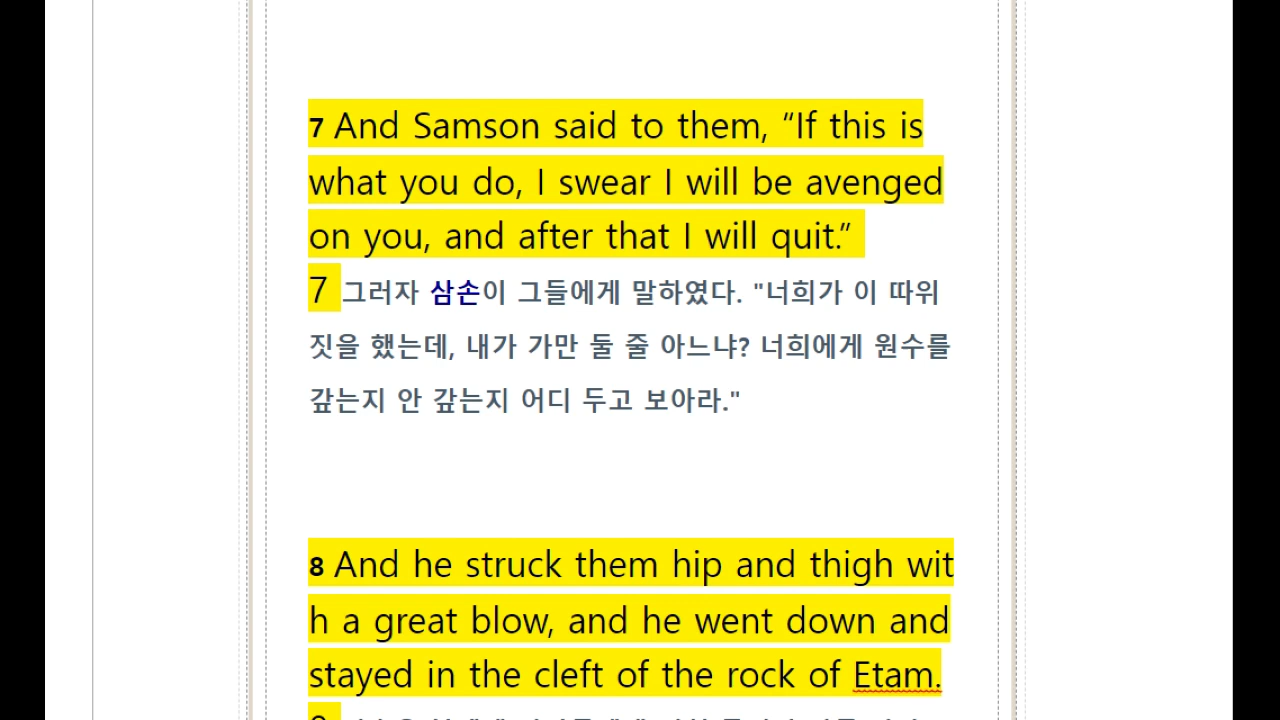 7 And Samson said to them, “If this is
what you do, I swear I will be avenged
on you, and after that I will quit.”
7 그러자 삼손이 그들에게 말하였다. "너희가 이 따위
짓을 했는데, 내가 가만 둘 줄 아느냐? 너희에게 원수를
갚는지 안 갚는지 어디 두고 보아라."
8 And he struck them hip and thigh wit
h a great blow, and he went down and
stayed in the cleft of the rock of Etam.